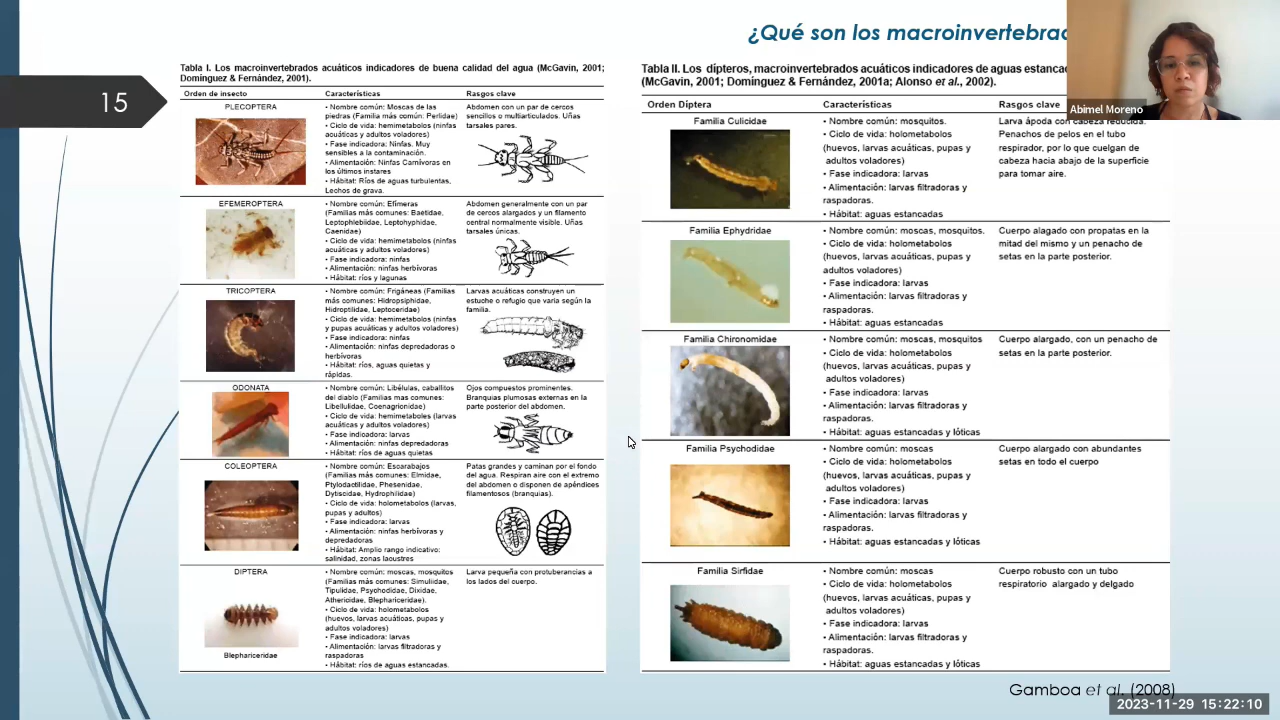 ¿Qué son los macroinvertebrad
Abimel Moreno
15
Tabla I. Los macroinvertebrados acuáticos indicadores de buena calidad del agua (McGavin, 2001;
Domínguez & Fernández, 2001).
Orden de insecto Características Rasgos clave
PLECOPTERA
• Nombre común: Moscas de las
piedras (Familia más común: Perlidae)
• Ciclo de vida: hemimetabolos (ninfas
acuáticas y adultos voladores)
• Fase indicadora: Ninfas. Muy
sensibles a la contaminación.
• Alimentación: Ninfas Carnívoras en
los últimos instares
• Hábitat: Ríos de aguas turbulentas,
Lechos de grava.
Abdomen con un par de cercos
sencillos o multiarticulados. Uñas
tarsales pares.
EFEMEROPTERA
• Nombre común: Efímeras
(Familias más comunes: Baetidae,
Leptophlebiidae, Leptohyphidae,
Caenidae)
• Ciclo de vida: hemimetabolos (ninfas
acuáticas y adultos voladores)
• Fase indicadora: ninfas
• Alimentación: ninfas herbívoras
• Hábitat: ríos y lagunas
Abdomen generalmente con un par
de cercos alargados y un filamento
central normalmente visible. Uñas
tarsales únicas.
TRICOPTERA
• Nombre común: Frigáneas (Familias
más comunes: Hidropsiphidae,
Hidroptilidae, Leptoceridae)
• Ciclo de vida: hemimetabolos (ninfas
y pupas acuáticas y adultos voladores)
• Fase indicadora: ninfas
• Alimentación: ninfas depredadoras o
herbívoras
• Hábitat: ríos, aguas quietas y
rápidas.
Larvas acuáticas construyen un
estuche o refugio que varia según la
familia.
ODONATA
• Nombre común: Libélulas, caballitos
del diablo (Familias mas comunes:
Libellulidae, Coenagrionidae)
• Ciclo de vida: hemimetabolos (larvas
acuáticas y adultos voladores)
• Fase indicadora: larvas
• Alimentación: ninfas depredadoras
• Hábitat: ríos de aguas quietas
Ojos compuestos prominentes.
Branquias plumosas externas en la
parte posterior del abdomen.
COLEOPTERA
• Nombre común: Escarabajos
(Familias más comunes: Elmidae,
Ptylodactilidae, Phesenidae,
Dytiscidae, Hydrophilidae)
• Ciclo de vida: holometabolos (larvas,
pupas y adultos)
• Fase indicadora: larvas
• Alimentación: ninfas herbívoras y
depredadoras
• Hábitat: Amplio rango indicativo:
salinidad, zonas lacustres
Patas grandes y caminan por el fondo
del agua. Respiran aire con el extremo
del abdomen o disponen de apéndices
filamentosos (branquias).
DIPTERA
Blephariceridae
• Nombre común: moscas, mosquitos
(Familias más comunes: Simuliidae,
Tipulidae, Psychodidae, Dixidae,
Athericidae, Blephariceridae).
• Ciclo de vida: holometabolos
(huevos, larvas acuáticas, pupas y
adultos voladores)
• Fase indicadora: larvas
• Alimentación: larvas filtradoras y
raspadoras
• Hábitat: ríos de aguas estancadas.
Larva pequeña con protuberancias a
los lados del cuerpo.
Tabla II. Los dípteros, macroinvertebrados acuáticos indicadores de aguas estancad
(McGavin, 2001; Domínguez & Fernández, 2001a; Alonso et al., 2002).
Orden Díptera Características Rasgos clave
Familia Culicidae
• Nombre común: mosquitos.
• Ciclo de vida: holometabolos
(huevos, larvas acuáticas, pupas y
adultos voladores)
• Fase indicadora: larvas
• Alimentación: larvas filtradoras y
raspadoras.
• Hábitat: aguas estancadas
Larva ápoda con cabeza reducida.
Penachos de pelos en el tubo
respirador, por lo que cuelgan de
cabeza hacia abajo de la superficie
para tomar aire.
Familia Ephydridae
• Nombre común: moscas, mosquitos.
• Ciclo de vida: holometabolos
(huevos, larvas acuáticas, pupas y
adultos voladores)
• Fase indicadora: larvas
• Alimentación: larvas filtradoras y
raspadoras.
• Hábitat: aguas estancadas
Cuerpo alagado con propatas en la
mitad del mismo y un penacho de
setas en la parte posterior.
Familia Chironomidae
• Nombre común: moscas, mosquitos
• Ciclo de vida: holometabolos
(huevos, larvas acuáticas, pupas y
adultos voladores)
• Fase indicadora: larvas
• Alimentación: larvas filtradoras y
raspadoras.
• Hábitat: aguas estancadas y lóticas
Cuerpo alargado, con un penacho de
setas en la parte posterior.
Familia Psychodidae
• Nombre común: moscas
• Ciclo de vida: holometabolos
(huevos, larvas acuáticas, pupas y
adultos voladores)
• Fase indicadora: larvas
• Alimentación: larvas filtradoras y
raspadoras.
• Hábitat: aguas estancadas y lóticas
Cuerpo alargado con abundantes
setas en todo el cuerpo
Familia Sirfidae
• Nombre común: moscas
• Ciclo de vida: holometabolos
(huevos, larvas acuáticas, pupas y
adultos voladores)
• Fase indicadora: larvas
• Alimentación: larvas filtradoras y
raspadoras.
• Hábitat: aguas estancadas y lóticas
Cuerpo robusto con un tubo
respiratorio alargado y delgado
Gamboa et al. (2008)
2023-11-29 15:22:10